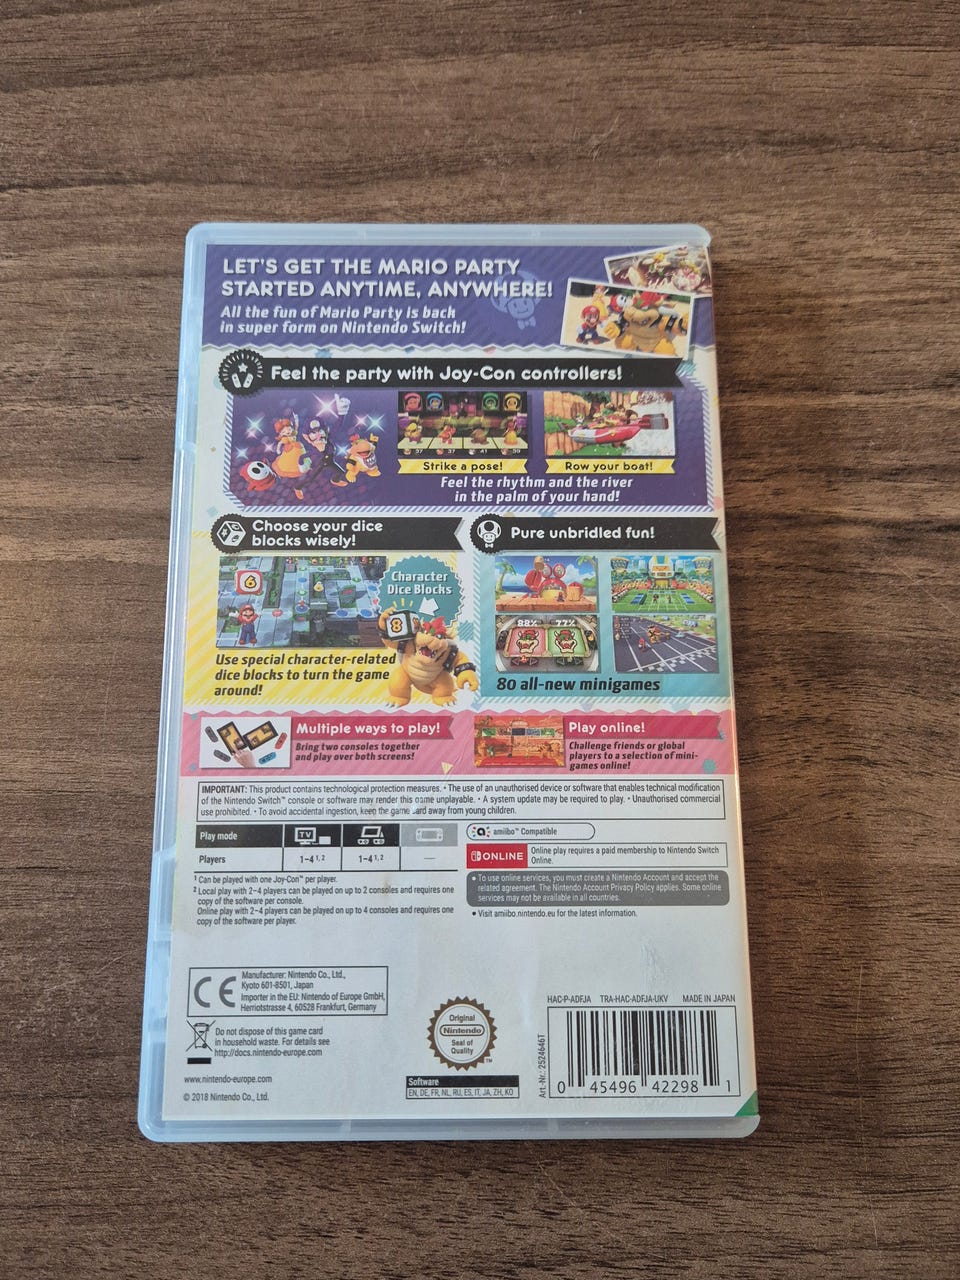 LET'S GET THE MARIO PARTY
STARTED ANYTIME, ANYWHERE!
All the fun of Mario Party is back
in super form on Nintendo Switch!
Feel the party with Joy-Con controllers!
37 37 41 39
Strike a pose!
Row your boat!
Feel the rhythm and the river
in the palm of your hand!
Choose your dice
blocks wisely!
6
Character
Dice Blocks
8
Use special character-related
dice blocks to turn the game
around!
Pure unbridled fun!
88% 77%
80 all-new minigames
Multiple ways to play!
Bring two consoles together
and play over both screens!
Play online!
Challenge friends or global
players to a selection of mini-
games online!
IMPORTANT: This product contains technological protection measures. • The use of an unauthorised device or software that enables technical modification
of the Nintendo Switch™ console or software may render this game unplayable. • A system update may be required to play. • Unauthorised commercial
use prohibited. • To avoid accidental ingestion, keep the game card away from young children.
Play mode TV
Players 1–4 1, 2 1–4 1, 2 —
1 Can be played with one Joy-Con™ per player.
2 Local play with 2–4 players can be played on up to 2 consoles and requires one
copy of the software per console.
Online play with 2–4 players can be played on up to 4 consoles and requires one
copy of the software per player.
a amiibo™ Compatible
ONLINE
Online play requires a paid membership to Nintendo Switch
Online.
• To use online services, you must create a Nintendo Account and accept the
related agreement. The Nintendo Account Privacy Policy applies. Some online
services may not be available in all countries.
• Visit amiibo.nintendo.eu for the latest information.
CE
Manufacturer: Nintendo Co., Ltd.,
Kyoto 601-8501, Japan
Importer in the EU: Nintendo of Europe GmbH,
Herriotstrasse 4, 60528 Frankfurt, Germany
Do not dispose of this game card
in household waste. For details see
http://docs.nintendo-europe.com
www.nintendo-europe.com
© 2018 Nintendo Co., Ltd.
Original
Nintendo
Seal of
Quality
TM
Software
EN, DE, FR, NL, RU, ES, IT, JA, ZH, KO
HAC-P-ADFJA TRA-HAC-ADFJA-UKV MADE IN JAPAN
Art.-Nr.: 2524646T
0 45496 42298 1